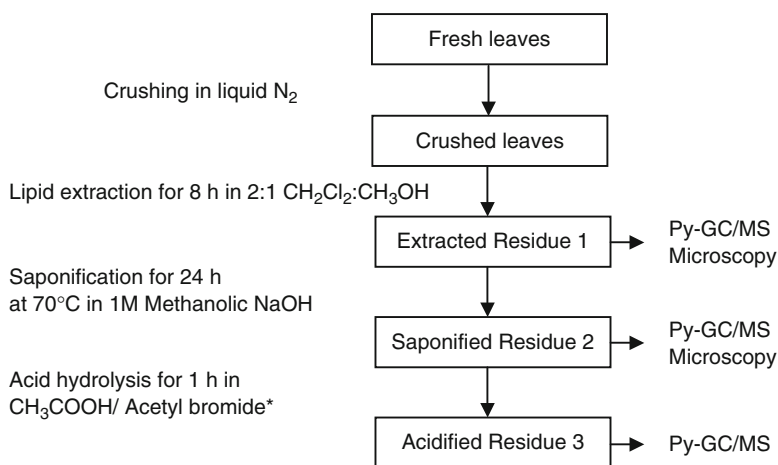 Fresh leaves
Crushing in liquid N₂
Crushed leaves
Lipid extraction for 8 h in 2:1 CH₂Cl₂:CH₃OH
Extracted Residue 1
Py-GC/MS
Microscopy
Saponification for 24 h
at 70°C in 1M Methanolic NaOH
Saponified Residue 2
Py-GC/MS
Microscopy
Acid hydrolysis for 1 h in
CH₃COOH/ Acetyl bromide*
Acidified Residue 3
Py-GC/MS